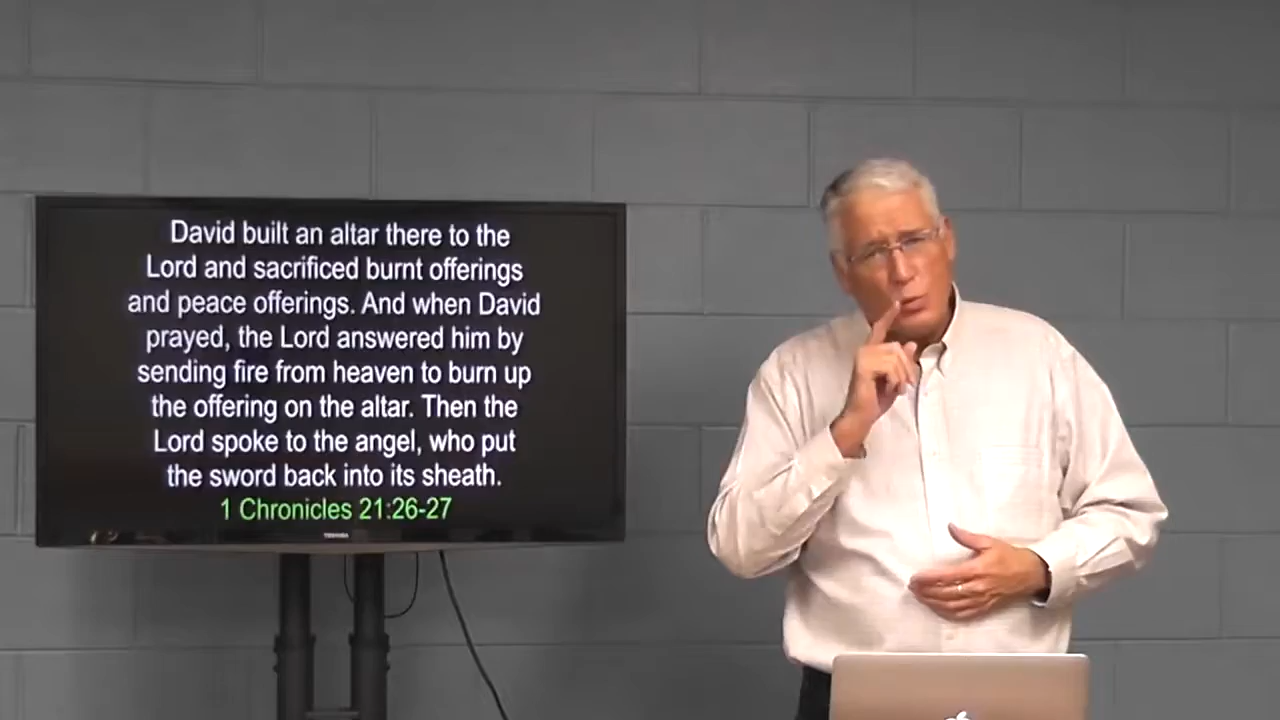 David built an altar there to the
Lord and sacrificed burnt offerings
and peace offerings. And when David
prayed, the Lord answered him by
sending fire from heaven to burn up
the offering on the altar. Then the
Lord spoke to the angel, who put
the sword back into its sheath.
1 Chronicles 21:26-27
TOSHIBA